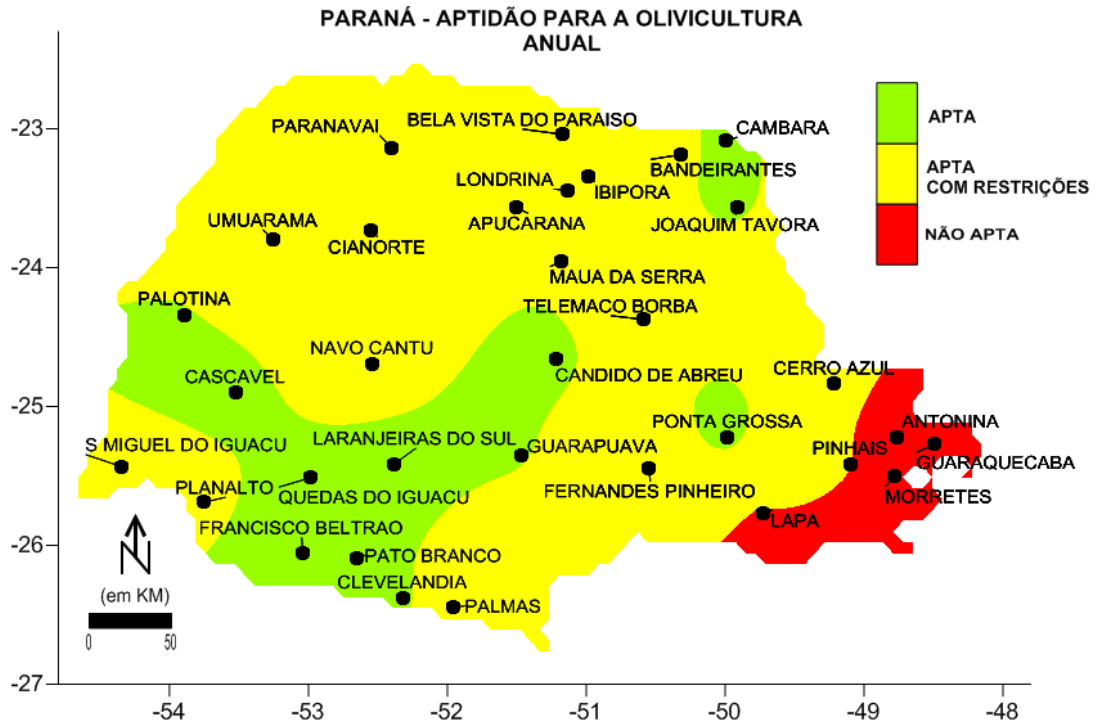 PARANÁ - APTIDÃO PARA A OLIVICULTURA
ANUAL
APTA
APTA
COM RESTRIÇÕES
NÃO APTA
-23
-24
-25
-26
-27
BELA VISTA DO PARAISO
PARANAVAI
CAMBARA
BANDEIRANTES
LONDRINA
IBIPORA
APUCARANA
JOAQUIM TAVORA
UMUARAMA
CIANORTE
MAUA DA SERRA
PALOTINA
TELEMACO BORBA
NAVO CANTU
CERRO AZUL
CASCAVEL
CANDIDO DE ABREU
PONTA GROSSA
ANTONINA
S MIGUEL DO IGUACU
LARANJEIRAS DO SUL
GUARAPUAVA
PINHAIS
GUARAQUECABA
PLANALTO
QUEDAS DO IGUACU
FERNANDES PINHEIRO
MORRETES
LAPA
FRANCISCO BELTRAO
PATO BRANCO
CLEVELANDIA
PALMAS
N
(em KM)
0 50
-54 -53 -52 -51 -50 -49 -48